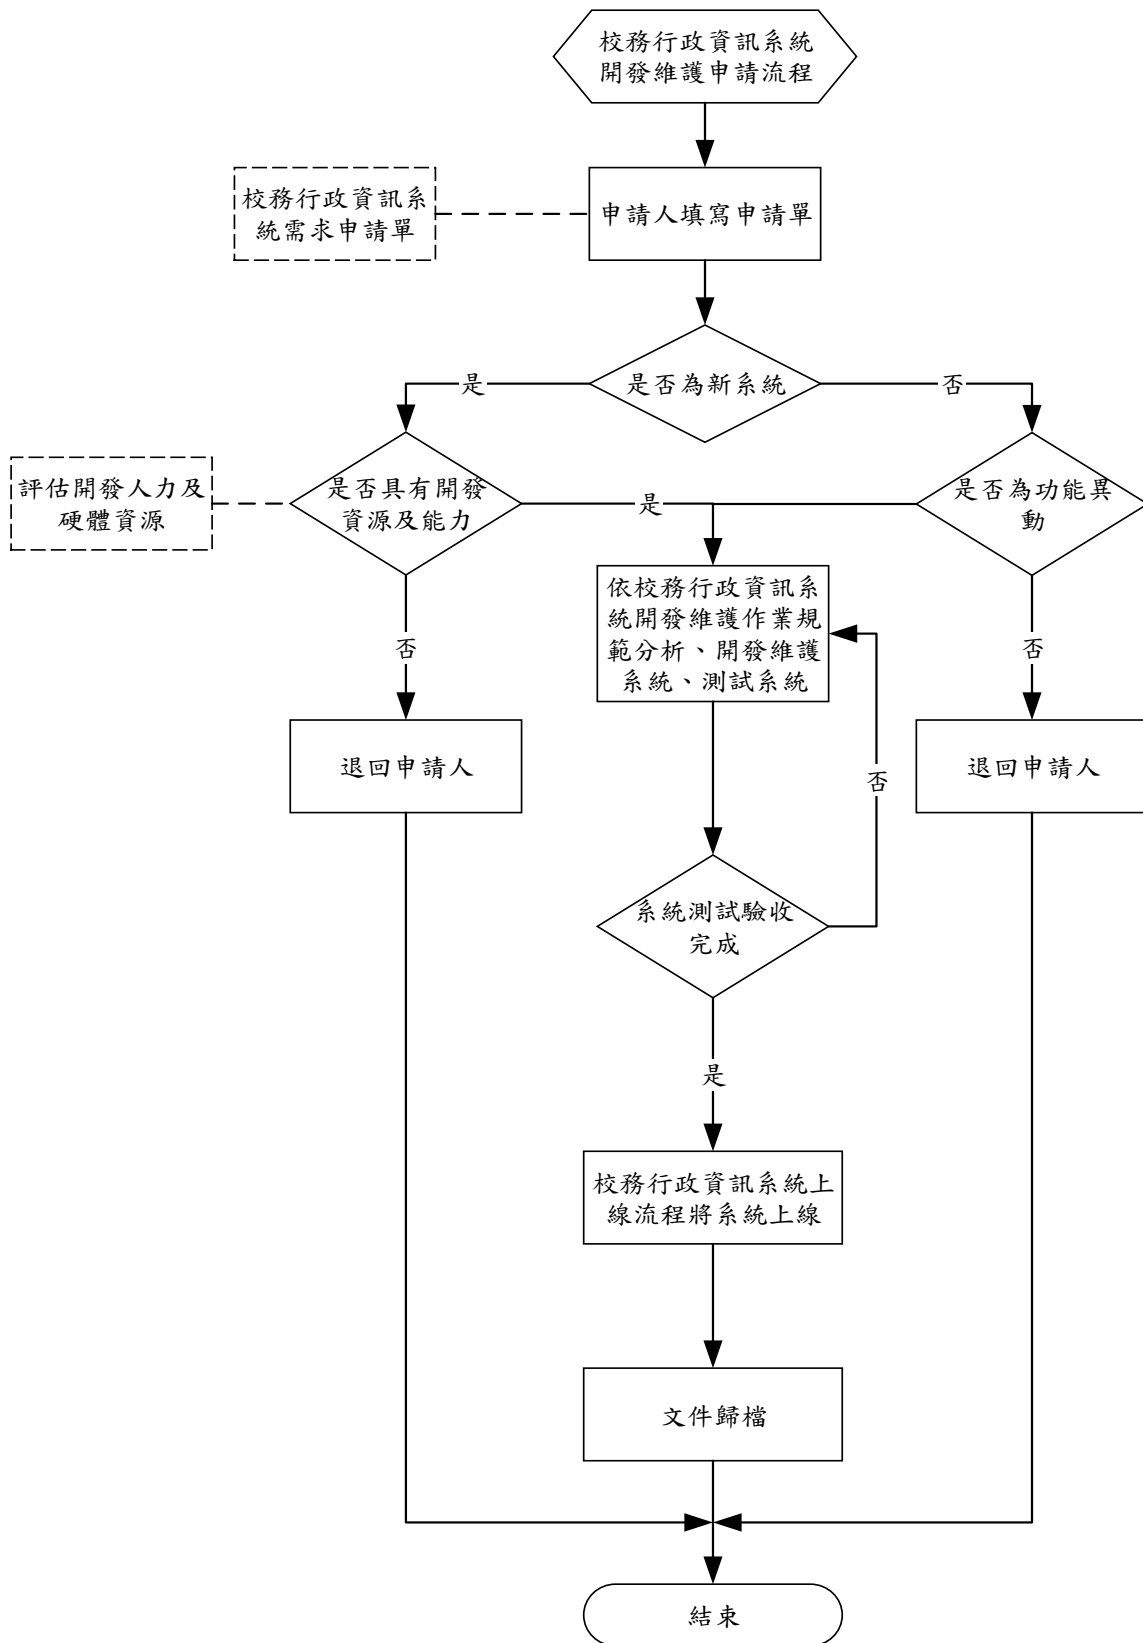 校務行政資訊系統
開發維護申請流程
校務行政資訊系
統需求申請單
申請人填寫申請單
是否為新系統
是
否
評估開發人力及
硬體資源
是否具有開發
資源及能力
是
是否為功能異
動
依校務行政資訊系
統開發維護作業規
範分析、開發維護
系統、測試系統
否
否
退回申請人
退回申請人
否
系統測試驗收
完成
是
校務行政資訊系統上
線流程將系統上線
文件歸檔
結束